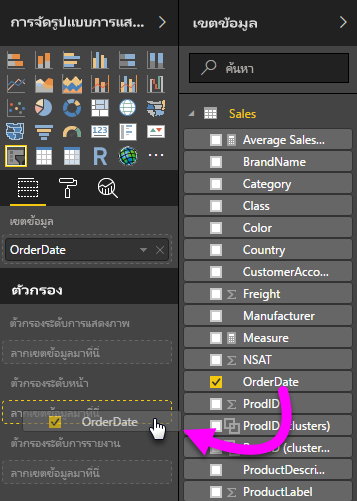 การจัดรูปแบบการแส...
เขตข้อมูล
ค้นหา
Sales
Average Sales...
BrandName
Category
Class
Color
Country
CustomerAcco...
Freight
Manufacturer
Measure
NSAT
OrderDate
ProdID
ProdID (clusters)
(cluster...
ProductDescri...
ProductLabel
123
R
เขตข้อมูล
OrderDate
ตัวกรอง
ตัวกรองระดับการแสดงภาพ
ลากเขตข้อมูลมาที่นี่
ตัวกรองระดับหน้า
ลากเขตข้อมูลมาที่นี่
OrderDate
ตัวกรองระดับการรายงาน
ลากเขตข้อมูลมาที่นี่